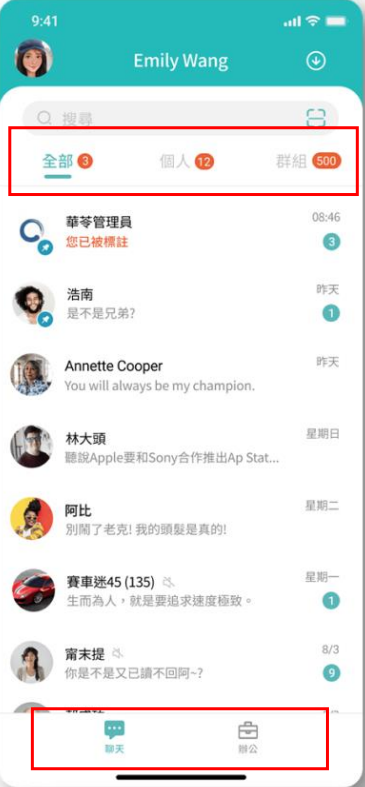 9:41
Emily Wang
搜尋
全部 3 個人 12 群組 500
華苓管理員 08:46
您已被標註 3
浩南 昨天
是不是兄弟? 1
Annette Cooper 昨天
You will always be my champion.
林大頭 星期日
聽說Apple要和Sony合作推出Ap Stat...
阿比 星期二
別鬧了老克! 我的頭髮是真的!
賽車迷45 (135) 星期一
生而為人，就是要追求速度極致。 1
甯末提 8/3
你是不是又已讀不回阿~? 9
聊天 辦公